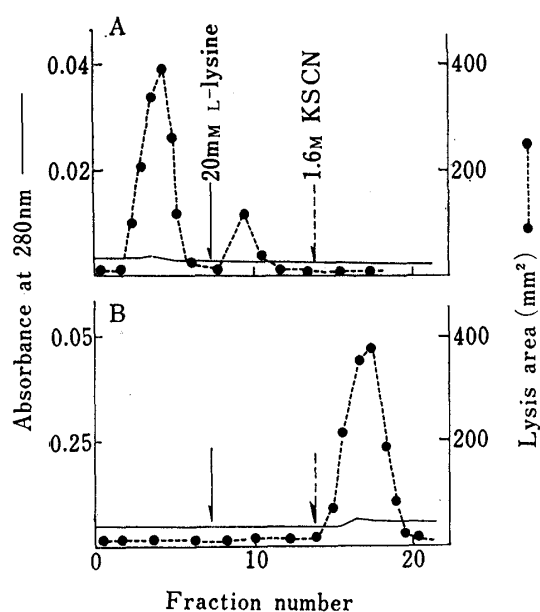 A
B
Absorbance at 280nm
0.04
0.02
0.05
0.25
20mM L-lysine
1.6M KSCN
400
200
400
200
Lysis area (mm²)
0
10
20
Fraction number